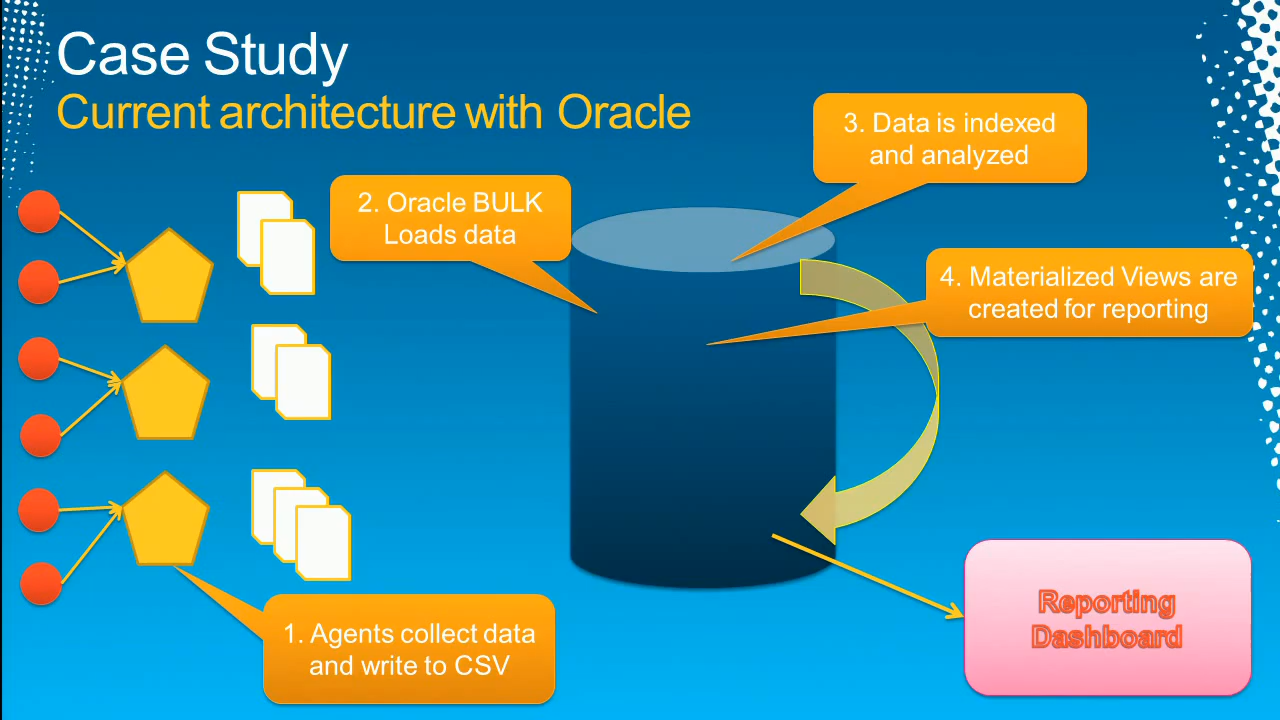 Case Study
Current architecture with Oracle
3. Data is indexed
and analyzed
2. Oracle BULK
Loads data
4. Materialized Views are
created for reporting
1. Agents collect data
and write to CSV
Reporting
Dashboard